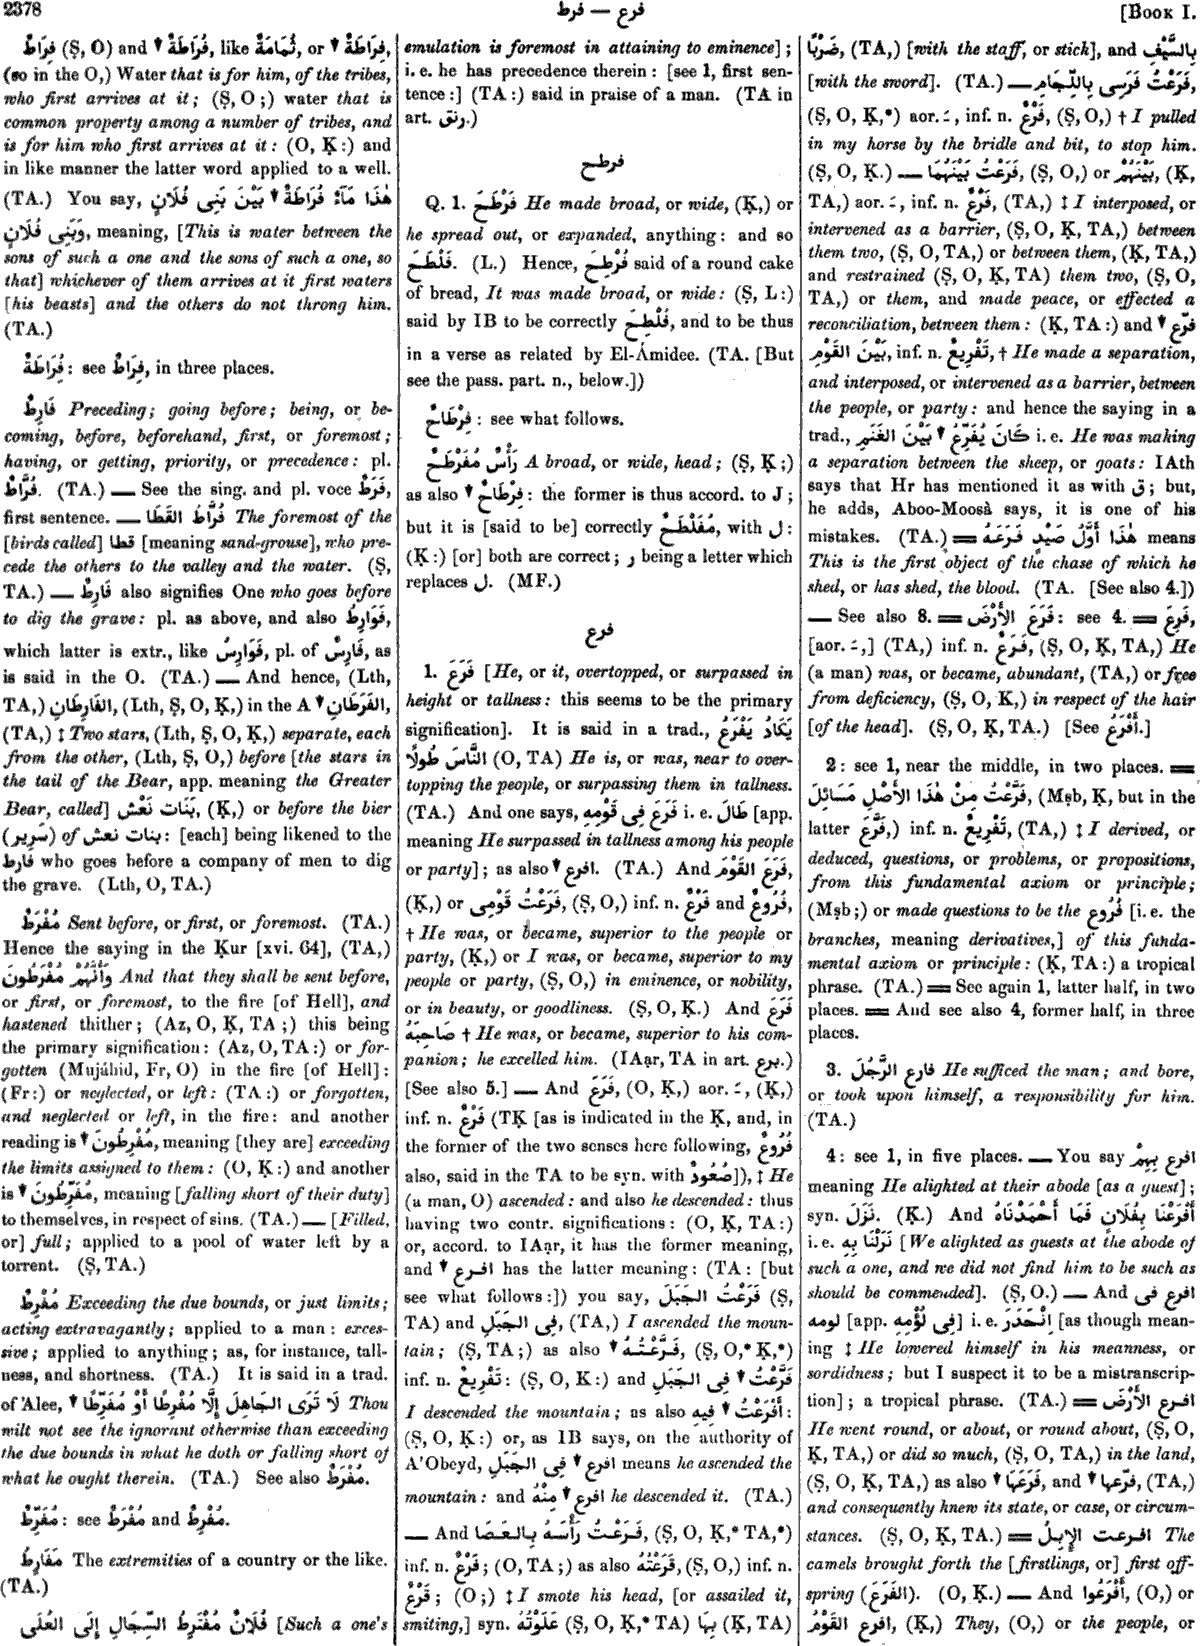 2378
فرع — فرط
[BOOK I.
فِرَاطٌ (Ṣ, O) and ↓ فُرَاطَةٌ, like ثُمَامَةٌ, or ↓ فِرَاطَةٌ,
(so in the O,) Water that is for him, of the tribes,
who first arrives at it; (Ṣ, O;) water that is
common property among a number of tribes, and
is for him who first arrives at it: (O, Ḳ:) and
in like manner the latter word applied to a well.
(TA.) You say, هٰذَا مَآءٌ فُرَاطَةٌ ↓ بَيْنَ بَنِى فُلَانٍ
وَبَنِى فُلَانٍ, meaning, [This is water between the
sons of such a one and the sons of such a one, so
that] whichever of them arrives at it first waters
[his beasts] and the others do not throng him.
(TA.)
فُرَاطَةٌ: see فِرَاطٌ, in three places.
فَارِطٌ Preceding; going before; being, or be-
coming, before, beforehand, first, or foremost;
having, or getting, priority, or precedence: pl.
فُرَّاطٌ. (TA.) — See the sing. and pl. voce فَرَطٌ,
first sentence. — فُرَّاطُ القَطَا The foremost of the
[birds called] قطا [meaning sand-grouse], who pre-
cede the others to the valley and the water. (Ṣ,
TA.) — فَارِطٌ also signifies One who goes before
to dig the grave: pl. as above, and also فَوَارِطُ,
which latter is extr., like فَوَارِسُ, pl. of فَارِسٌ, as
is said in the O. (TA.) — And hence, (Lth,
TA,) الفَارِطَانِ, (Lth, Ṣ, O, Ḳ,) in the A ↓ الفَرَطَانِ,
(TA,) ‡ Two stars, (Lth, Ṣ, O, Ḳ,) separate, each
from the other, (Lth, Ṣ, O,) before [the stars in
the tail of the Bear, app. meaning the Greater
Bear, called] بَنَات نَعْش, (Ḳ,) or before the bier
(سَرِير) of بنات نعش: [each] being likened to the
فارط who goes before a company of men to dig
the grave. (Lth, O, TA.)
مُفْرَطٌ Sent before, or first, or foremost. (TA.)
Hence the saying in the Ḳur [xvi. 64], (TA,)
وَأَنَّهُمْ مُفْرَطُونَ And that they shall be sent before,
or first, or foremost, to the fire [of Hell], and
hastened thither; (Az, O, Ḳ, TA;) this being
the primary signification: (Az, O, TA:) or for-
gotten (Mujáhid, Fr, O) in the fire [of Hell]:
(Fr:) or neglected, or left: (TA:) or forgotten,
and neglected or left, in the fire: and another
reading is ↓ مُفْرِطُونَ, meaning [they are] exceeding
the limits assigned to them: (O, Ḳ:) and another
is ↓ مُفَرِّطُونَ, meaning [falling short of their duty]
to themselves, in respect of sins. (TA.) — [Filled,
or] full; applied to a pool of water left by a
torrent. (Ṣ, TA.)
مُفْرِطٌ Exceeding the due bounds, or just limits;
acting extravagantly; applied to a man: exces-
sive; applied to anything; as, for instance, tall-
ness, and shortness. (TA.) It is said in a trad.
of 'Alee, ↓ لَا تَرَى الجَاهِلَ إِلَّا مُفْرِطًا أَوْ مُفَرِّطًا Thou
wilt not see the ignorant otherwise than exceeding
the due bounds in what he doth or falling short of
what he ought therein. (TA.) See also مُفْرَطٌ.
مُفَرِّطٌ: see مُفْرَطٌ and مُفْرِطٌ.
مَفَارِطُ The extremities of a country or the like.
(TA.)
فُلَانٌ مُفْتَرِطُ السِّجَالِ إِلَى العُلَى [Such a one's
emulation is foremost in attaining to eminence];
i. e. he has precedence therein: [see 1, first sen-
tence:] (TA:) said in praise of a man. (TA in
art. رنق.)
فرطح
Q. 1. فَرْطَحَ He made broad, or wide, (Ḳ,) or
he spread out, or expanded, anything: and so
فَلْطَحَ. (L.) Hence, فُرْطِحَ said of a round cake
of bread, It was made broad, or wide: (Ṣ, L:)
said by IB to be correctly فُلْطِحَ, and to be thus
in a verse as related by El-Ámidee. (TA. [But
see the pass. part. n., below.])
فِرْطَاحٌ: see what follows.
رَأْسٌ مُفَرْطَحٌ A broad, or wide, head; (Ṣ, Ḳ;)
as also ↓ فِرْطَاحٌ: the former is thus accord. to J;
but it is [said to be] correctly مُفَلْطَحٌ, with ل:
(Ḳ:) [or] both are correct; ر being a letter which
replaces ل. (MF.)
فرع
1. فَرَعَ [He, or it, overtopped, or surpassed in
height or tallness: this seems to be the primary
signification]. It is said in a trad., يَكَادُ يَفْرَعُ
النَّاسَ طُولًا (O, TA) He is, or was, near to over-
topping the people, or surpassing them in tallness.
(TA.) And one says, فَرَعَ فِى قَوْمِهِ i. e. طَالَ [app.
meaning He surpassed in tallness among his people
or party]; as also ↓ افرع. (TA.) And فَرَعَ القَوْمَ,
(Ḳ,) or فَرَعْتُ قَوْمِى, (Ṣ, O,) inf. n. فَرْعٌ and فُرُوعٌ,
† He was, or became, superior to the people or
party, (Ḳ,) or I was, or became, superior to my
people or party, (Ṣ, O,) in eminence, or nobility,
or in beauty, or goodliness. (Ṣ, O, Ḳ.) And فَرَعَ
صَاحِبَهُ † He was, or became, superior to his com-
panion; he excelled him. (IAạr, TA in art. برع.)
[See also 5.] — And فَرَعَ, (O, Ḳ,) aor. ـَ, (Ḳ,)
inf. n. فَرْعٌ (TḲ [as is indicated in the Ḳ, and, in
the former of the two senses here following, فُرُوعٌ
also, said in the TA to be syn. with صُعُودٌ]), ‡ He
(a man, O) ascended: and also he descended: thus
having two contr. significations: (O, Ḳ, TA:)
or, accord. to IAạr, it has the former meaning,
and ↓ افرع has the latter meaning: (TA: [but
see what follows:]) you say, فَرَعْتُ الجَبَلَ (Ṣ,
TA) and فِى الجَبَلِ, (TA,) I ascended the moun-
tain; (Ṣ, TA;) as also ↓ فَرَّعْتُهُ, (Ṣ, O,* Ḳ,*)
inf. n. تَفْرِيعٌ: (Ṣ, O, K:) and ↓ فَرَّعْتُ فِى الجَبَلِ
I descended the mountain; as also ↓ أَفْرَعْتُ فِيهِ:
(Ṣ, O, Ḳ:) or, as IB says, on the authority of
A'Obeyd, ↓ افرع فِى الجَبَلِ means he ascended the
mountain: and ↓ افرع مِنْهُ he descended it. (TA.)
— And فَرَعْتُ رَأْسَهُ بِالعَصَا, (Ṣ, O, Ḳ,* TA,*)
inf. n. فَرْعٌ; (O, TA;) as also قَرَعْتُهُ, (Ṣ, O,) inf. n.
قَرْعٌ; (O;) ‡ I smote his head, [or assailed it,
smiting,] syn. عَلَوْتُهُ (Ṣ, O, Ḳ,* TA) بِهَا (Ḳ, TA)
ضَرْبًا, (TA,) [with the staff, or stick], and بِالسَّيْفِ
[with the sword]. (TA.) — فَرَعْتُ فَرَسِى بِاللِّجَامِ,
(Ṣ, O, Ḳ,*) aor. ـَ, inf. n. فَرْعٌ, (Ṣ, O,) † I pulled
in my horse by the bridle and bit, to stop him.
(Ṣ, O, K.) — فَرَعْتُ بَيْنَهُمَا, (Ṣ, O,) or بَيْنَهُمْ, (Ḳ,
TA,) aor. ـَ, inf. n. فَرْعٌ, (TA,) ‡ I interposed, or
intervened as a barrier, (Ṣ, O, Ḳ, TA,) between
them two, (Ṣ, O, TA,) or between them, (Ḳ, TA,)
and restrained (Ṣ, O, Ḳ, TA) them two, (Ṣ, O,
TA,) or them, and made peace, or effected a
reconciliation, between them: (Ḳ, TA:) and ↓ فرّع
بَيْنَ القَوْمِ, inf. n. تَفْرِيعٌ, † He made a separation,
and interposed, or intervened as a barrier, between
the people, or party: and hence the saying in a
trad., كَانَ يُفَرِّعُ ↓ بَيْنَ الغَنَمِ i. e. He was making
a separation between the sheep, or goats: IAth
says that Hr has mentioned it as with ق; but,
he adds, Aboo-Moosà says, it is one of his
mistakes. (TA.) = هٰذَا أَوَّلُ صَيْدٍ فَرَعَهُ means
This is the first object of the chase of which he
shed, or has shed, the blood. (TA. [See also 4.])
— See also 8. = فَرَعَ الأَرْضَ: see 4. = فَرِعَ,
[aor. ـَ,] (TA,) inf. n. فَرَعٌ, (Ṣ, O, Ḳ, TA,) He
(a man) was, or became, abundant, (TA,) or free
from deficiency, (Ṣ, O, K,) in respect of the hair
[of the head]. (Ṣ, O, Ḳ, TA.) [See أَفْرَعُ.]
2: see 1, near the middle, in two places. =
فَرَّعْتُ مِنْ هٰذَا الأَصْلِ مَسَائِلَ, (Mṣb, Ḳ, but in the
latter فَرَّعَ,) inf. n. تَفْرِيعٌ, (TA,) ‡ I derived, or
deduced, questions, or problems, or propositions,
from this fundamental axiom or principle;
(Mṣb;) or made questions to be the فُرُوع [i. e. the
branches, meaning derivatives,] of this funda-
mental axiom or principle: (Ḳ, TA:) a tropical
phrase. (TA.) = See again 1, latter half, in two
places. = And see also 4, former half, in three
places.
3. فارع الرَّجُلَ He sufficed the man; and bore,
or took upon himself, a responsibility for him.
(TA.)
4: see 1, in five places. — You say افرع بِهِمْ
meaning He alighted at their abode [as a guest];
syn. نَزَلَ. (Ḳ.) And أَفْرَعْنَا بِفُلَانٍ فَمَا أَحْمَدْنَاهُ
i. e. نَزَلْنَا بِهِ [We alighted as guests at the abode of
such a one, and we did not find him to be such as
should be commended]. (Ṣ, O.) — And افرع فى
لومه [app. فِى لُؤْمِهِ] i. e. اِنْحَدَرَ [as though mean-
ing ‡ He lowered himself in his meanness, or
sordidness; but I suspect it to be a mistranscrip-
tion]; a tropical phrase. (TA.) = افرع الأَرْضَ
He went round, or about, or round about, (Ṣ, O,
Ḳ, TA,) or did so much, (Ṣ, O, TA,) in the land,
(Ṣ, O, Ḳ, TA,) as also ↓ فَرَعَهَا, and ↓ فرّعها, (TA,)
and consequently knew its state, or case, or circum-
stances. (Ṣ, O, Ḳ, TA.) = افرعت الإِبِلُ The
camels brought forth the [firstlings, or] first off-
spring (الفَرَعَ). (O, K.) — And أَفْرَعُوا, (O,) or
افرع القَوْمُ, (Ḳ,) They, (O,) or the people, or